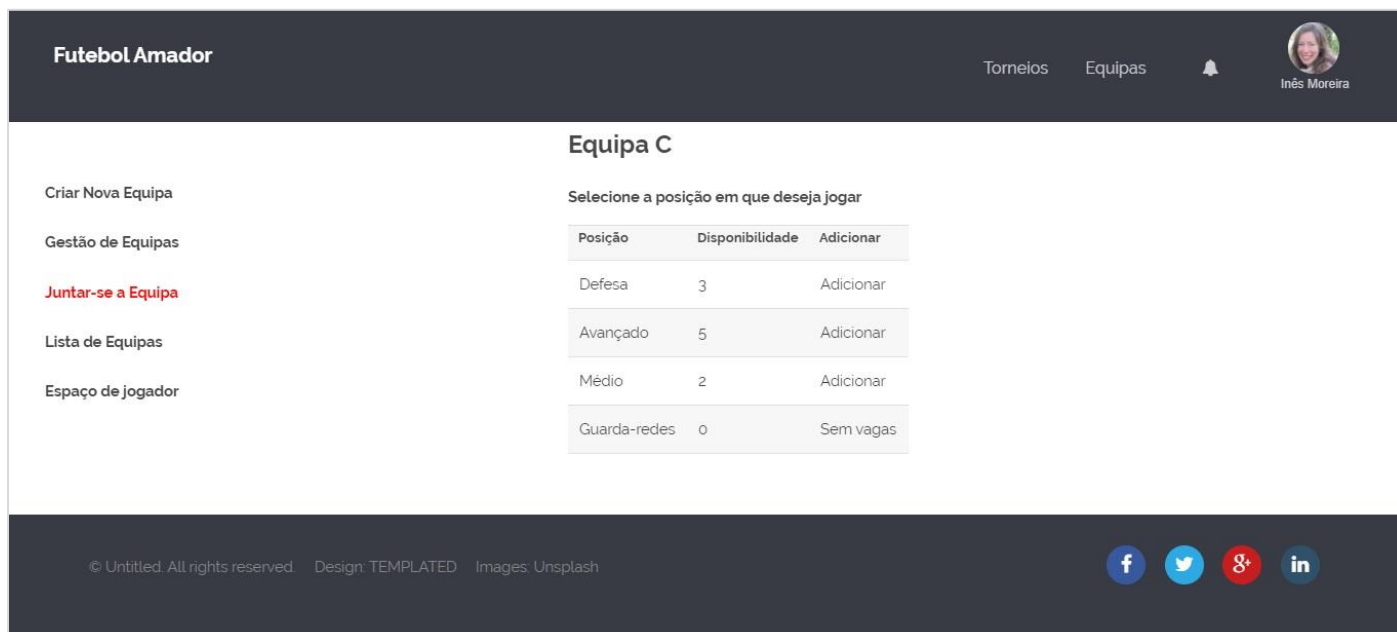 Futebol Amador
Torneios Equipas
Inês Moreira
Criar Nova Equipa
Gestão de Equipas
Juntar-se a Equipa
Lista de Equipas
Espaço de jogador
Equipa C
Selecione a posição em que deseja jogar
Posição Disponibilidade Adicionar
Defesa 3 Adicionar
Avançado 5 Adicionar
Médio 2 Adicionar
Guarda-redes 0 Sem vagas
© Untitled. All rights reserved. Design: TEMPLATED Images: Unsplash
f 8+ in